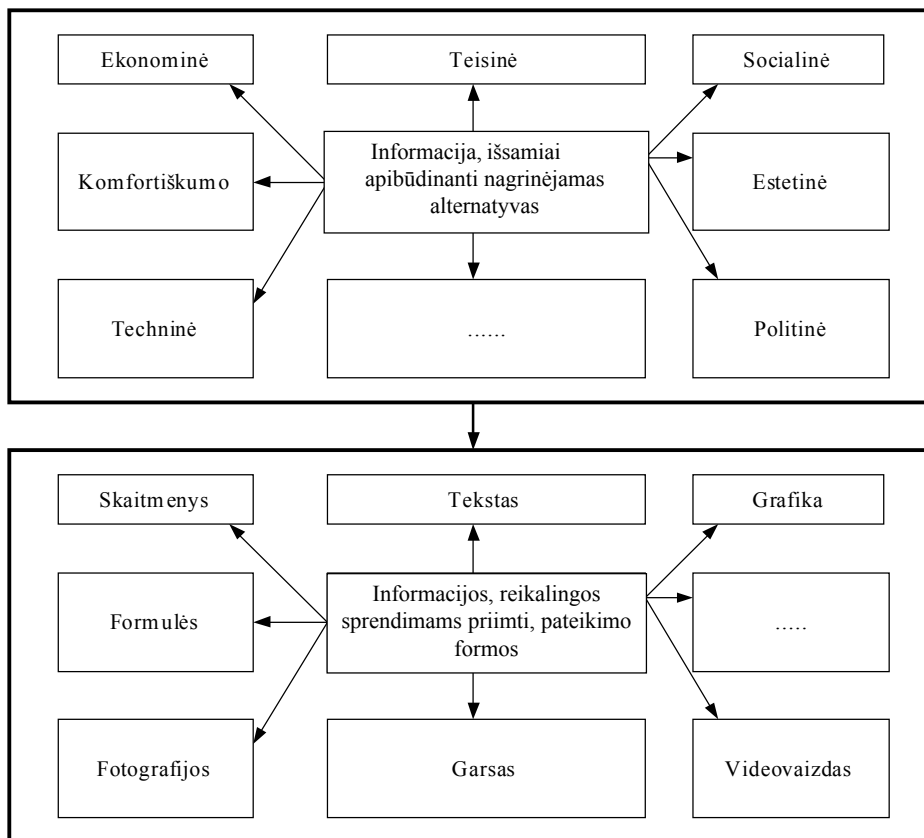 Ekonominė
Teisinė
Socialinė
Informacija, išsamiai
apibūdinanti nagrinėjamas
alternatyvas
Komfortiškumo
Estetinė
Techninė
......
Politinė
Skaitmenys
Tekstas
Grafika
Informacijos, reikalingos
sprendimams priimti, pateikimo
formos
Formulės
.....
Fotografijos
Garsas
Videovaizdas